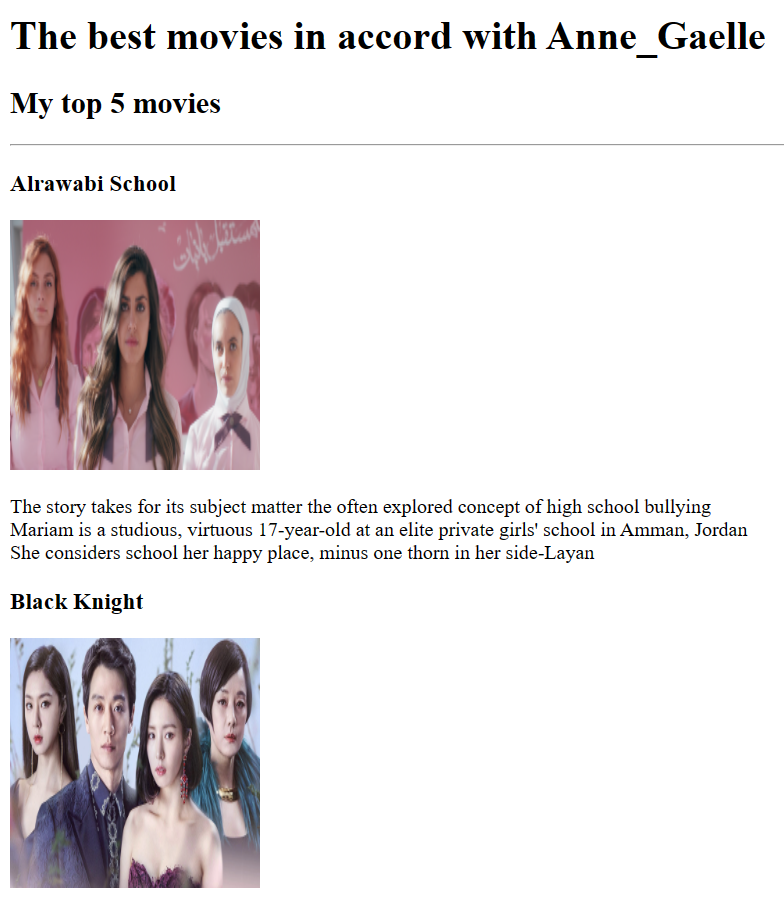 The best movies in accord with Anne_Gaelle
My top 5 movies
Alrawabi School
مستقبل لأنهات
The story takes for its subject matter the often explored concept of high school bullying
Mariam is a studious, virtuous 17-year-old at an elite private girls' school in Amman, Jordan
She considers school her happy place, minus one thorn in her side-Layan
Black Knight